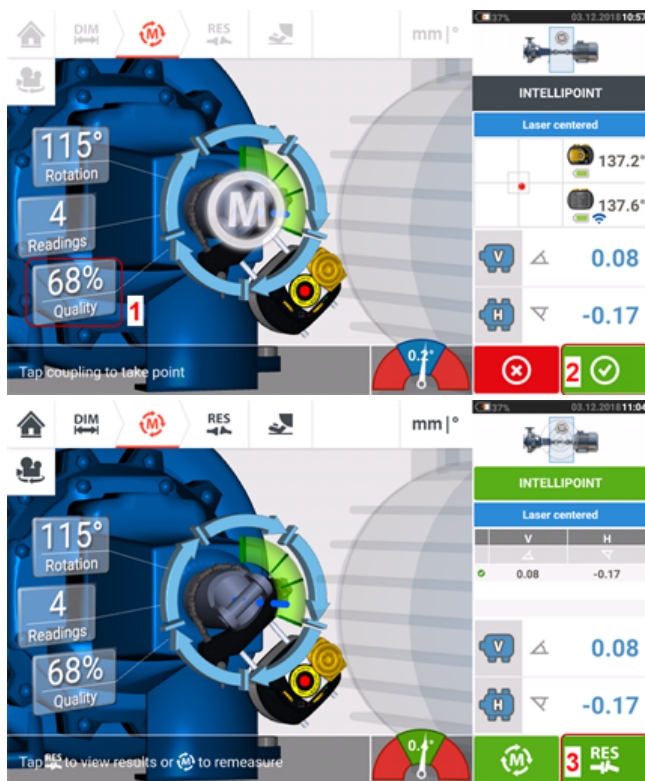 DIM
M
RES
mm|°
37%
03.12.2018 10:57
INTELLIPOINT
Laser centered
137.2°
137.6°
115°
Rotation
4
Readings
68%
Quality
1
M
V
0.08
H
-0.17
Tap coupling to take point
0.2°
2
DIM
M
RES
mm|°
37%
03.12.2018 11:04
INTELLIPOINT
Laser centered
V H
0.08 -0.17
115°
Rotation
4
Readings
68%
Quality
V
0.08
H
-0.17
Tap RES to view results or M to remeasure
0.4°
M
3
RES